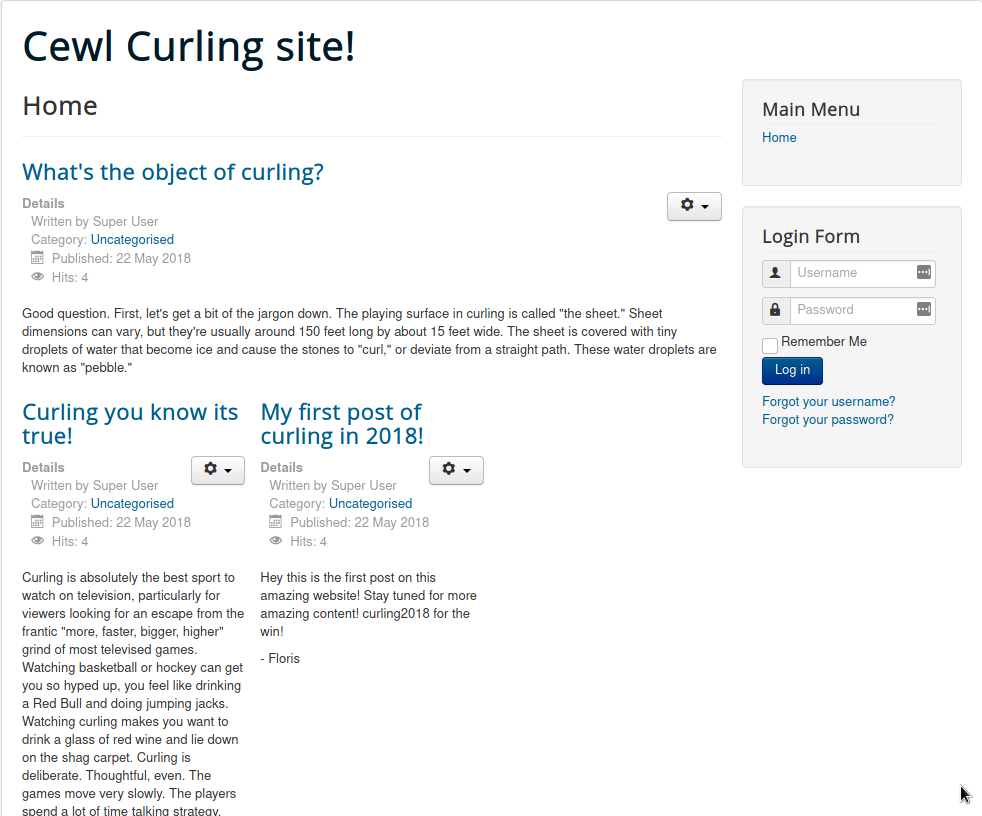 Cewl Curling site!
Home
What's the object of curling?
Details
Written by Super User
Category: Uncategorised
Published: 22 May 2018
Hits: 4
Good question. First, let's get a bit of the jargon down. The playing surface in curling is called "the sheet." Sheet
dimensions can vary, but they're usually around 150 feet long by about 15 feet wide. The sheet is covered with tiny
droplets of water that become ice and cause the stones to "curl," or deviate from a straight path. These water droplets are
known as "pebble."
Curling you know its
true!
Details
Written by Super User
Category: Uncategorised
Published: 22 May 2018
Hits: 4
Curling is absolutely the best sport to
watch on television, particularly for
viewers looking for an escape from the
frantic "more, faster, bigger, higher"
grind of most televised games.
Watching basketball or hockey can get
you so hyped up, you feel like drinking
a Red Bull and doing jumping jacks.
Watching curling makes you want to
drink a glass of red wine and lie down
on the shag carpet. Curling is
deliberate. Thoughtful, even. The
games move very slowly. The players
spend a lot of time talking strategy.
My first post of
curling in 2018!
Details
Written by Super User
Category: Uncategorised
Published: 22 May 2018
Hits: 4
Hey this is the first post on this
amazing website! Stay tuned for more
amazing content! curling2018 for the
win!
- Floris
Main Menu
Home
Login Form
Username
Password
Remember Me
Log in
Forgot your username?
Forgot your password?